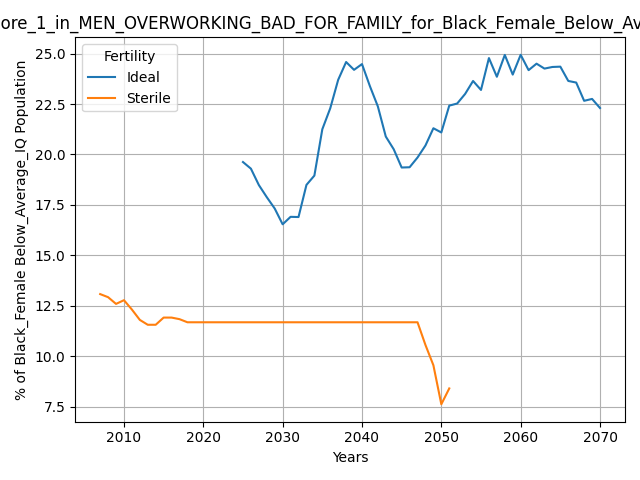 ore_1_in_MEN_OVERWORKING_BAD_FOR_FAMILY_for_Black_Female_Below_Av
% of Black_Female Below_Average_IQ Population
25.0
22.5
20.0
17.5
15.0
12.5
10.0
7.5
Fertility
Ideal
Sterile
2010 2020 2030 2040 2050 2060 2070
Years